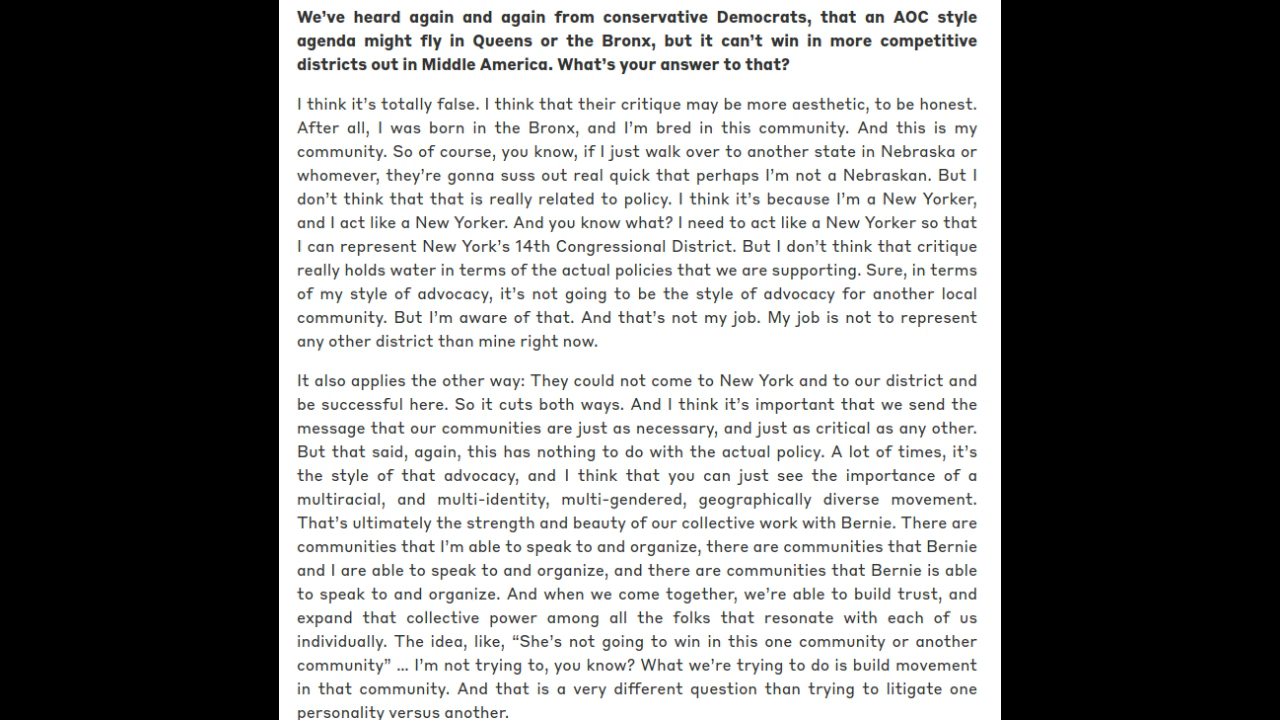 We’ve heard again and again from conservative Democrats, that an AOC style
agenda might fly in Queens or the Bronx, but it can’t win in more competitive
districts out in Middle America. What’s your answer to that?
I think it’s totally false. I think that their critique may be more aesthetic, to be honest.
After all, I was born in the Bronx, and I’m bred in this community. And this is my
community. So of course, you know, if I just walk over to another state in Nebraska or
whomever, they’re gonna suss out real quick that perhaps I’m not a Nebraskan. But I
don’t think that that is really related to policy. I think it’s because I’m a New Yorker,
and I act like a New Yorker. And you know what? I need to act like a New Yorker so that
I can represent New York’s 14th Congressional District. But I don’t think that critique
really holds water in terms of the actual policies that we are supporting. Sure, in terms
of my style of advocacy, it’s not going to be the style of advocacy for another local
community. But I’m aware of that. And that’s not my job. My job is not to represent
any other district than mine right now.
It also applies the other way: They could not come to New York and to our district and
be successful here. So it cuts both ways. And I think it’s important that we send the
message that our communities are just as necessary, and just as critical as any other.
But that said, again, this has nothing to do with the actual policy. A lot of times, it’s
the style of that advocacy, and I think that you can just see the importance of a
multiracial, and multi-identity, multi-gendered, geographically diverse movement.
That’s ultimately the strength and beauty of our collective work with Bernie. There are
communities that I’m able to speak to and organize, there are communities that Bernie
and I are able to speak to and organize, and there are communities that Bernie is able
to speak to and organize. And when we come together, we’re able to build trust, and
expand that collective power among all the folks that resonate with each of us
individually. The idea, like, “She’s not going to win in this one community or another
community” … I’m not trying to, you know? What we’re trying to do is build movement
in that community. And that is a very different question than trying to litigate one
personality versus another.